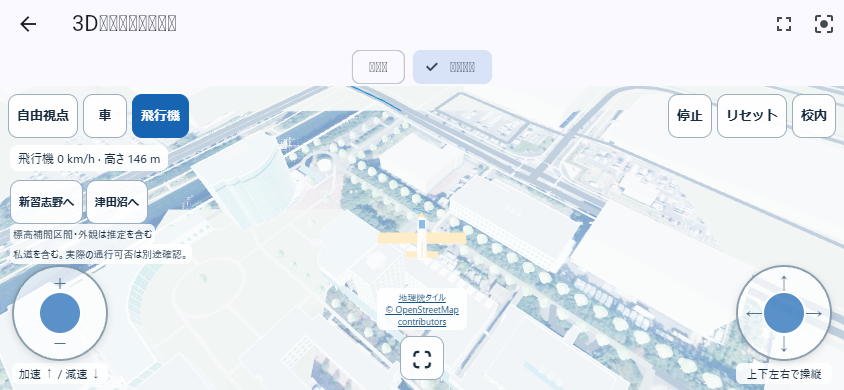 3D
自由視点 車 飛行機 停止 リセット 校内
飛行機 0 km/h · 高さ 146 m
新習志野へ 津田沼へ
標高補間区間・外観は推定を含む
私道を含む。実際の通行可否は別途確認。
地理院タイル
© OpenStreetMap
contributors
加速 ↑ / 減速 ↓
上下左右で操縦